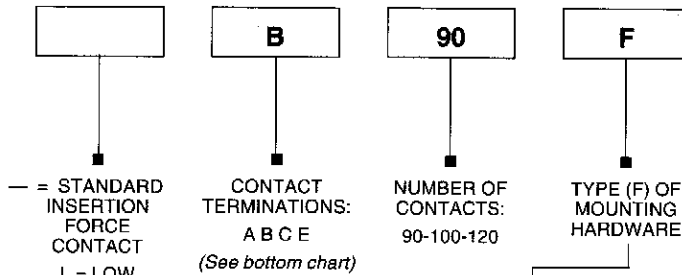 B
90
F
— = STANDARD
INSERTION
FORCE
CONTACT
L = LOW
CONTACT
TERMINATIONS:
A B C E
(See bottom chart)
NUMBER OF
CONTACTS:
90-100-120
TYPE (F) OF
MOUNTING
HARDWARE